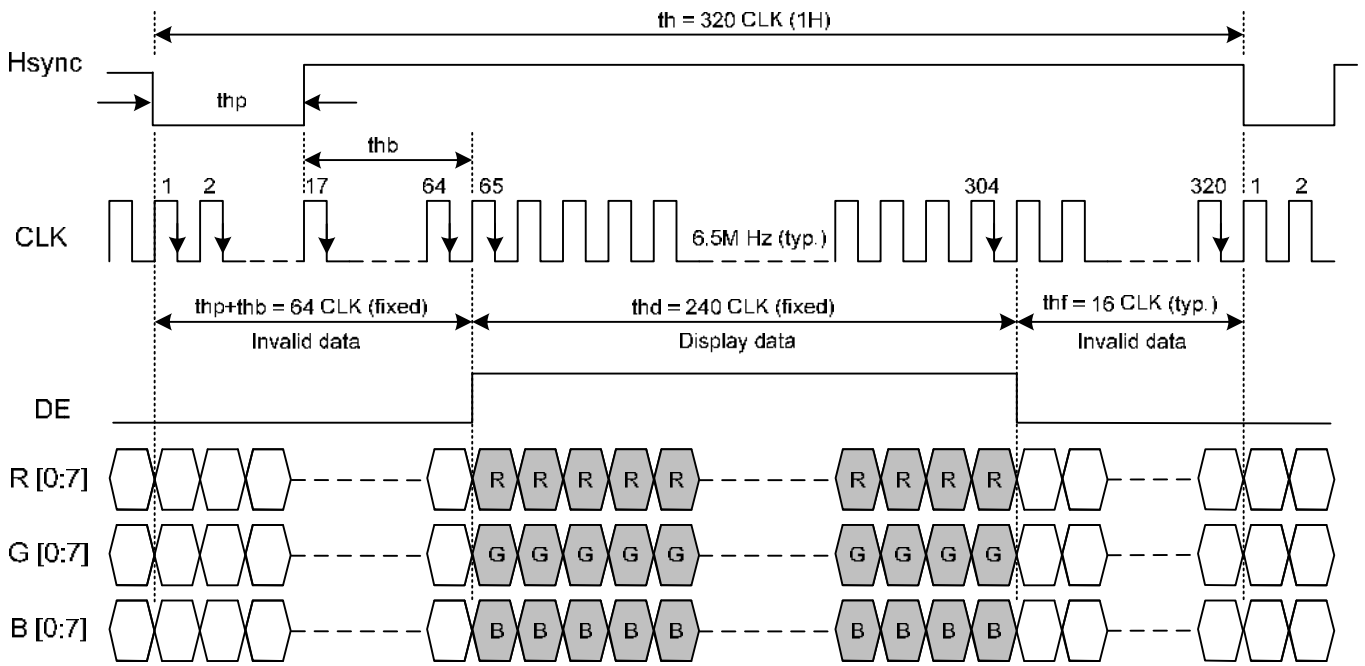 th = 320 CLK (1H)
Hsync
thp
thb
1 2 17 64 65 304 320 1 2
CLK
6.5M Hz (typ.)
thp+thb = 64 CLK (fixed) thd = 240 CLK (fixed) thf = 16 CLK (typ.)
Invalid data Display data Invalid data
DE
R [0:7] R R R R R R R R R
G [0:7] G G G G G G G G G
B [0:7] B B B B B B B B B